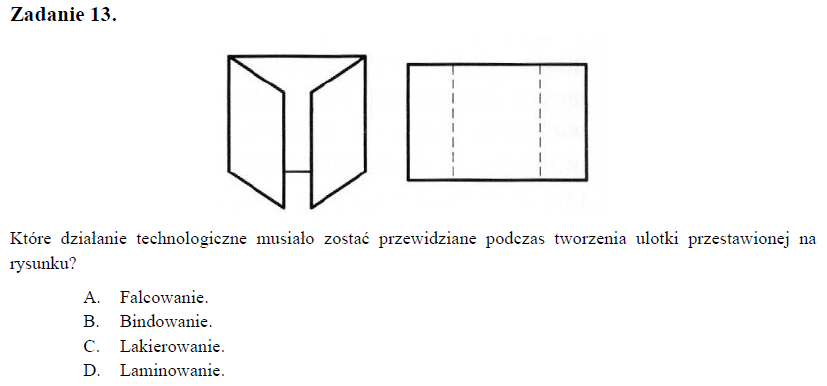 Zadanie 13.
Które działanie technologiczne musiało zostać przewidziane podczas tworzenia ulotki przestawionej na
rysunku?
A. Falcowanie.
B. Bindowanie.
C. Lakierowanie.
D. Laminowanie.